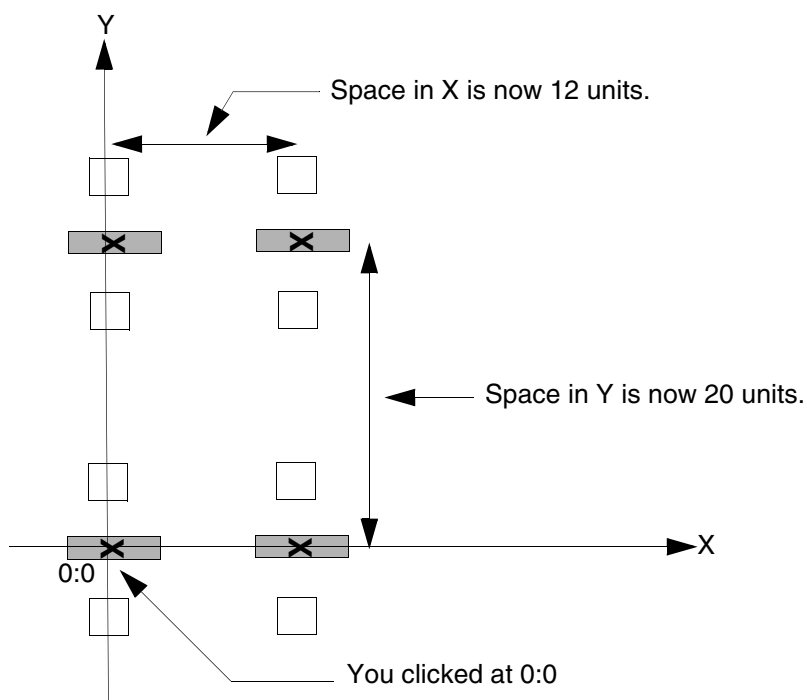 Y
Space in X is now 12 units.
Space in Y is now 20 units.
X
0:0
You clicked at 0:0